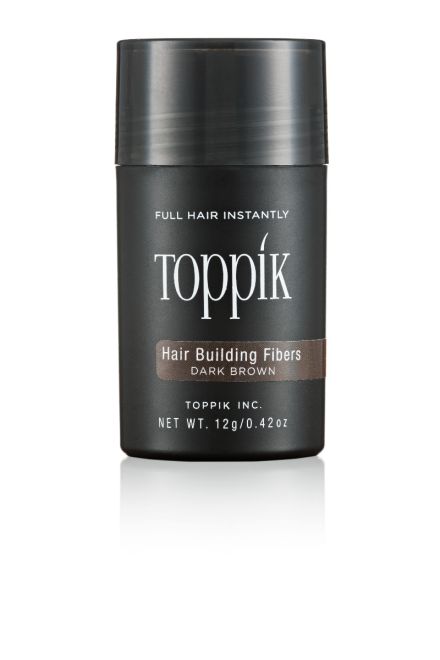 FULL HAIR INSTANTLY
Toppik
Hair Building Fibers
DARK BROWN
TOPPIK INC.
NET WT. 12g/0.42oz